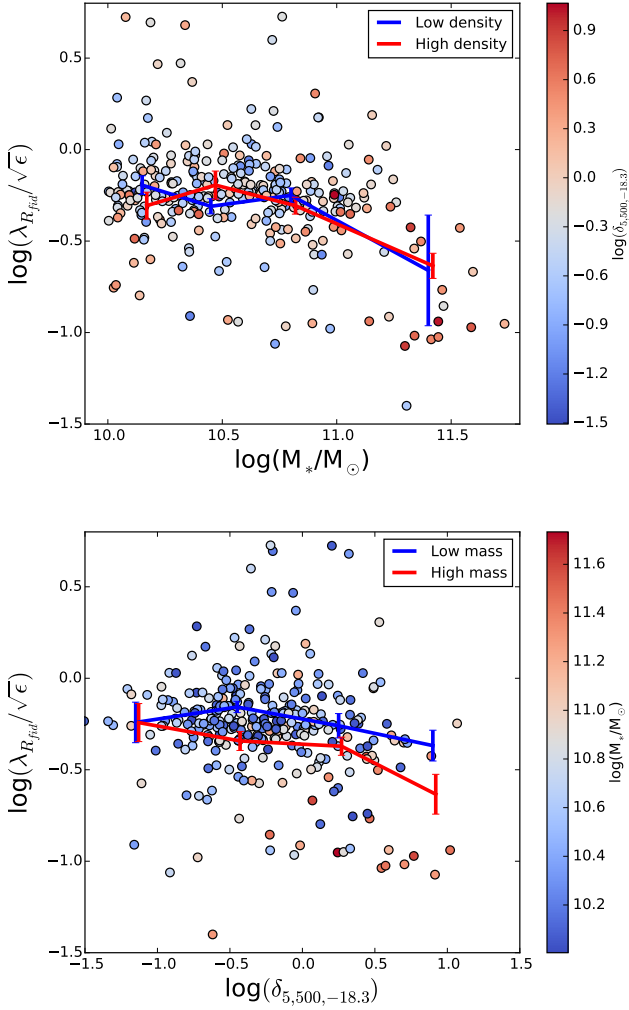 0.5
0.0
−0.5
−1.0
−1.5
log(λ_{R_{fid}}/√ϵ)
Low density
High density
10.0 10.5 11.0 11.5
log(M_*/M_⊙)
0.9
0.6
0.3
0.0
−0.3
−0.6
−0.9
−1.2
−1.5
log(δ_{5,500,−18.3})
0.5
0.0
−0.5
−1.0
−1.5
log(λ_{R_{fid}}/√ϵ)
Low mass
High mass
−1.5 −1.0 −0.5 0.0 0.5 1.0 1.5
log(δ_{5,500,−18.3})
11.6
11.4
11.2
11.0
10.8
10.6
10.4
10.2
10.0
log(M_*/M_⊙)